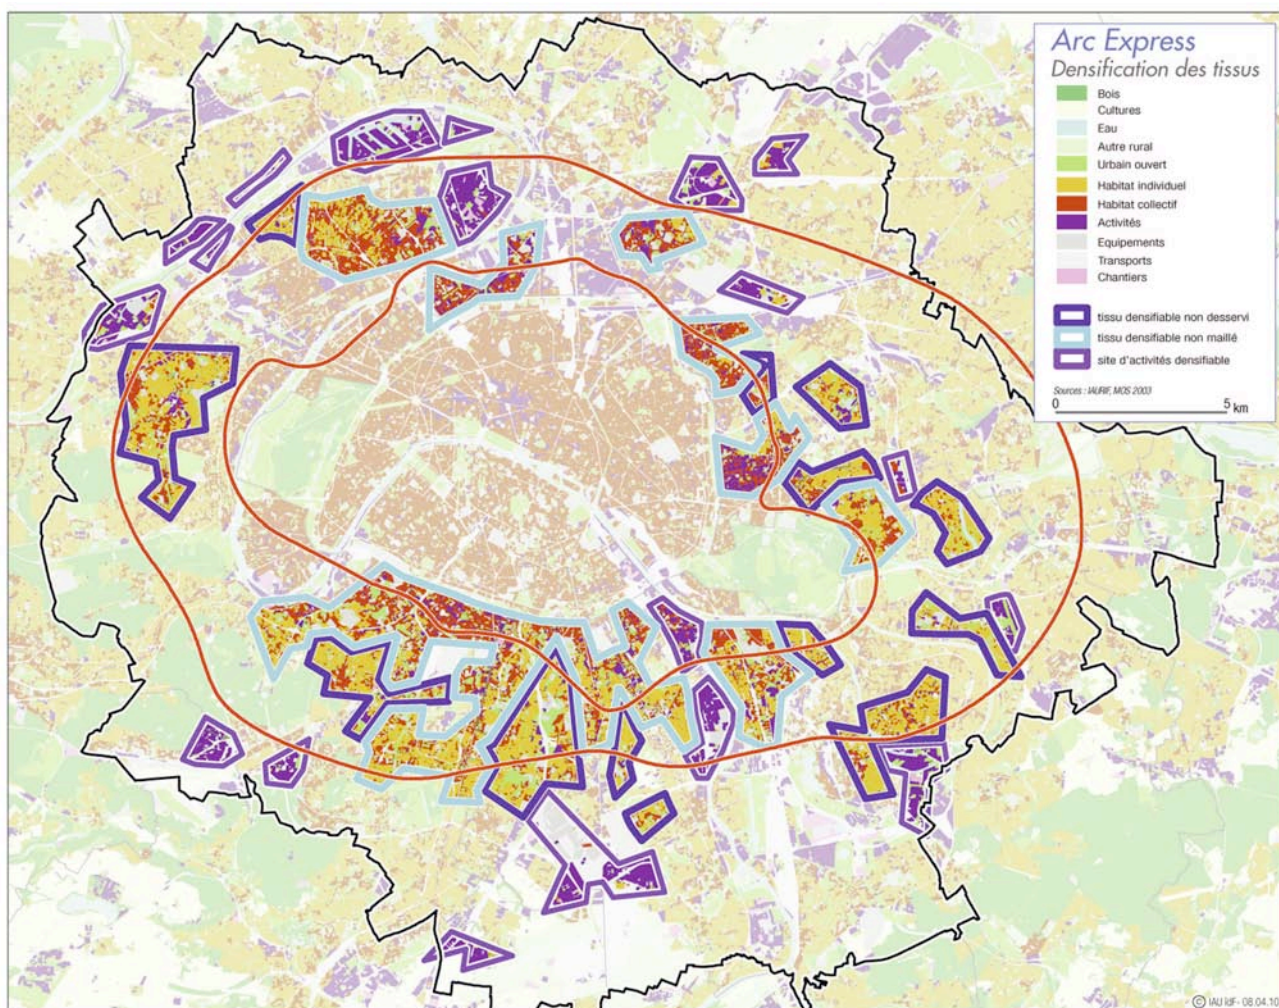 Arc Express
Densification des tissus
Bois
Cultures
Eau
Autre rural
Urbain ouvert
Habitat individuel
Habitat collectif
Activités
Equipements
Transports
Chantiers
tissu densifiable non desservi
tissu densifiable non maillé
site d'activités densifiable
Sources : IAURIF, MOS 2003
0 5 km
© IAU îdF - 08.04.10